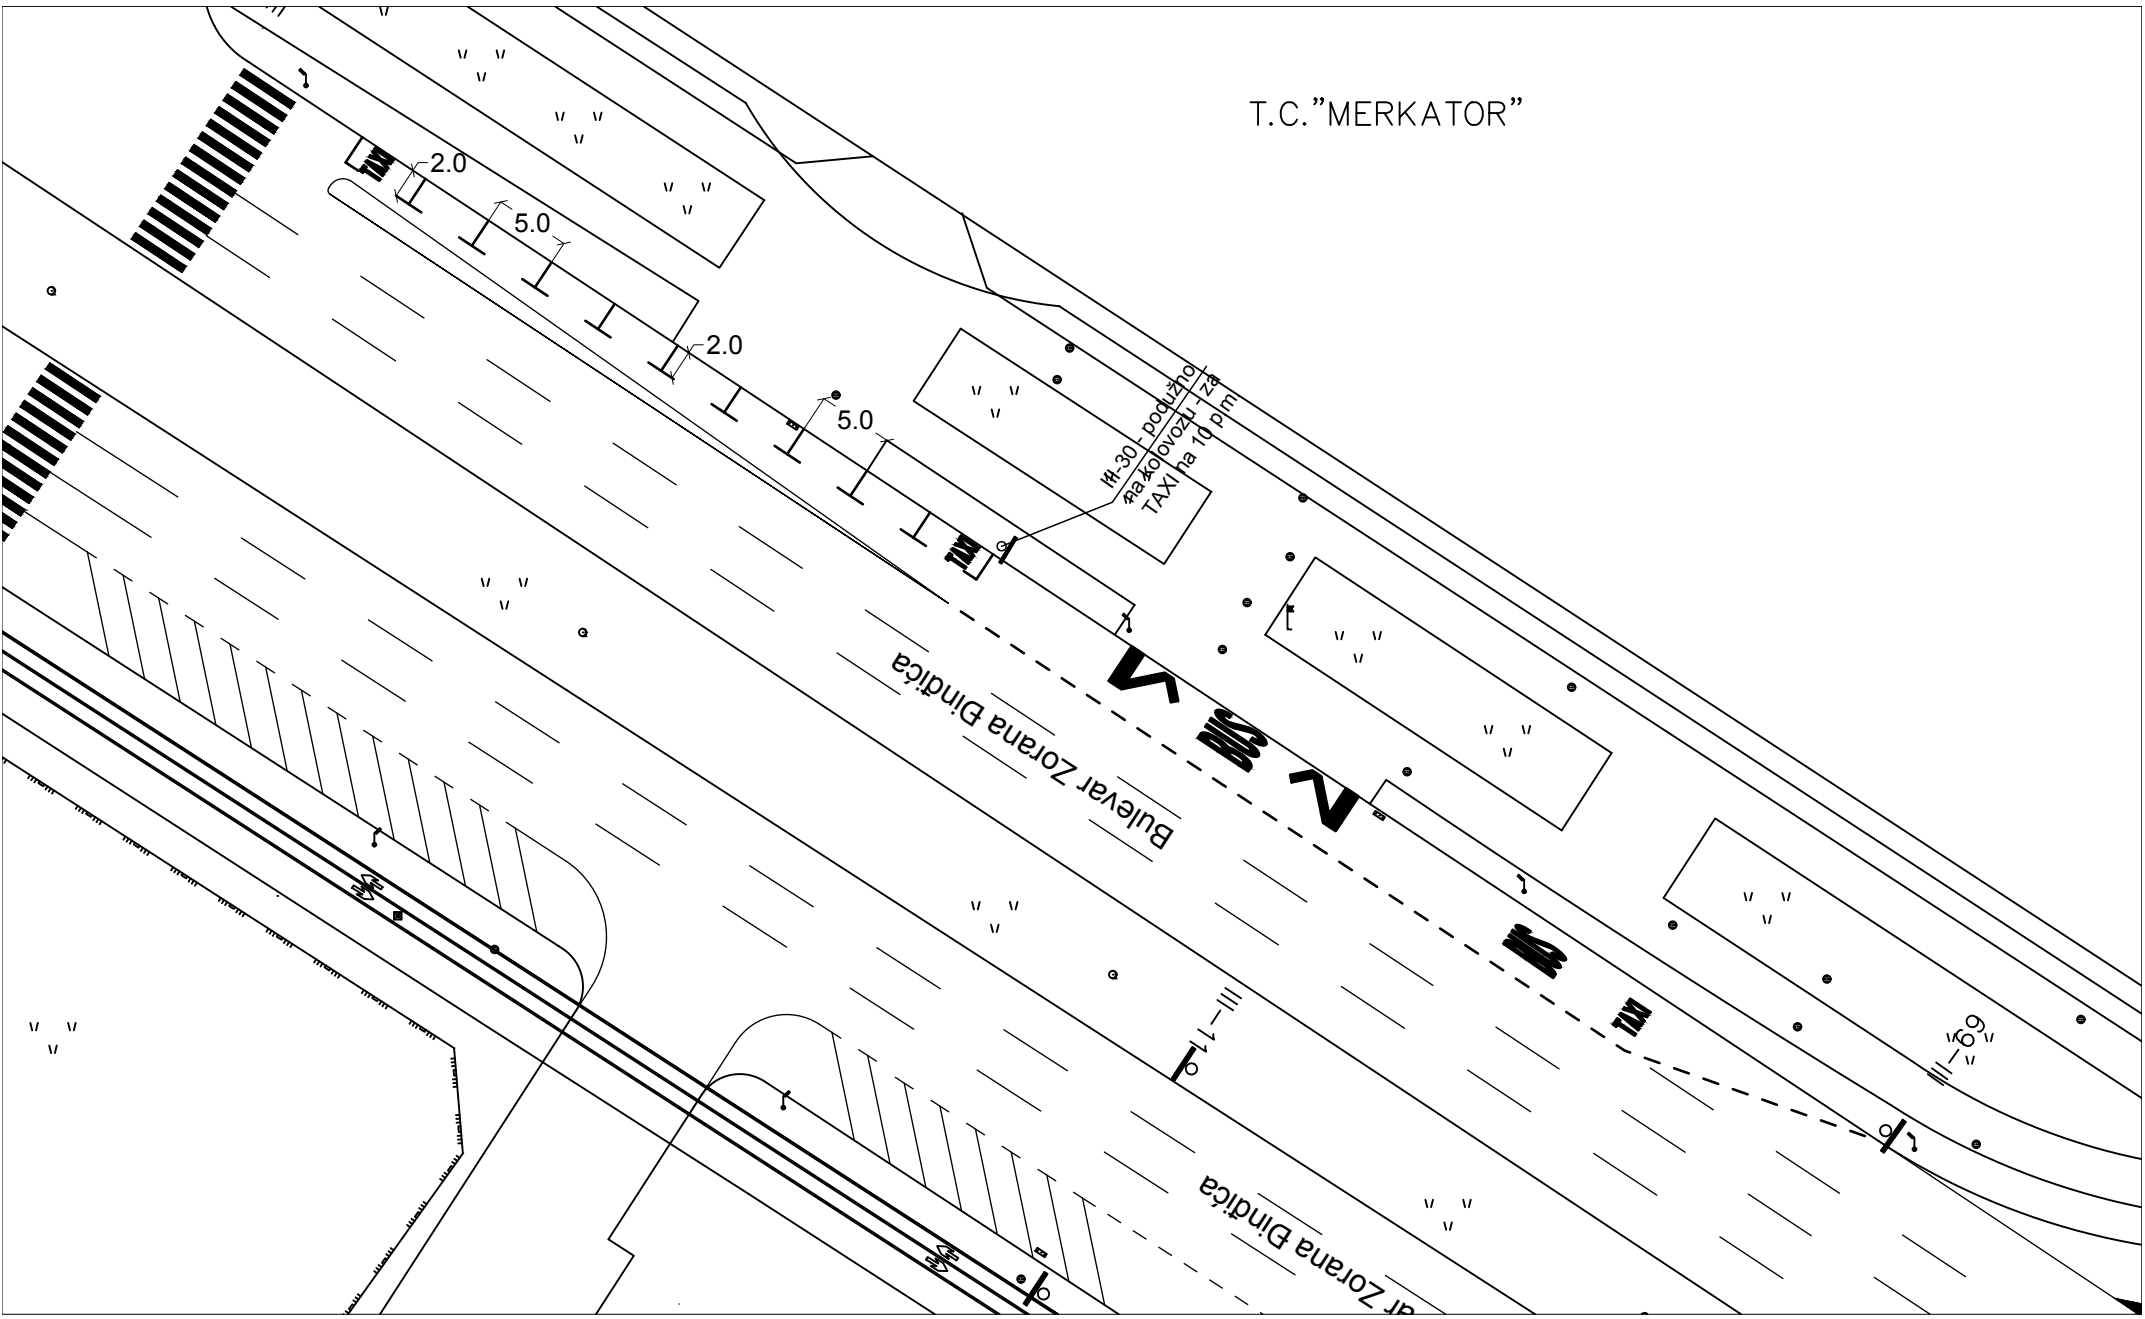 T.C."MERKATOR"
TAXI
2.0
5.0
2.0
5.0
III-30 - podužno
na kolovozu - za
TAXI na 10 p.m
TAXI
Bulevar Zorana Đinđića
BUS
BUS
TAXI
III-11
III-69
ar Zorana Đinđića